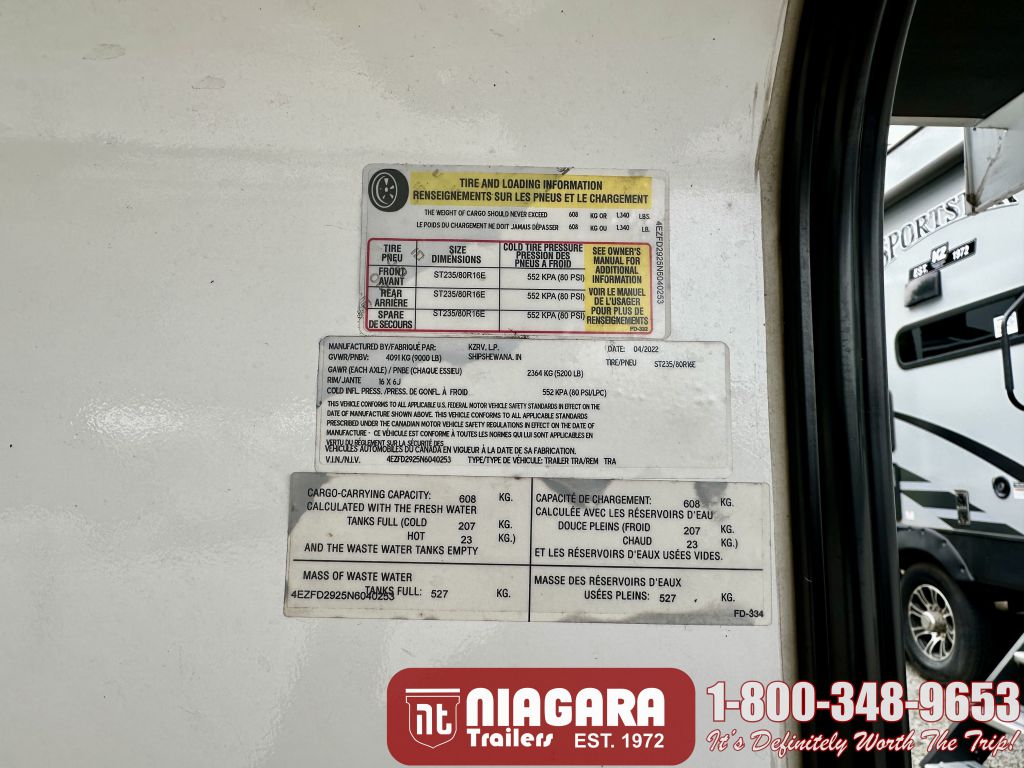 TIRE AND LOADING INFORMATION
RENSEIGNEMENTS SUR LES PNEUS ET LE CHARGEMENT
THE WEIGHT OF CARGO SHOULD NEVER EXCEED 608 KG OR 1,340 LBS.
LE POIDS DU CHARGEMENT NE DOIT JAMAIS DÉPASSER 608 KG OU 1,340 LB.
TIRE PNEU SIZE DIMENSIONS COLD TIRE PRESSURE PRESSION DES PNEUS A FROID
FRONT AVANT ST235/80R16E 552 KPA (80 PSI)
REAR ARRIÈRE ST235/80R16E 552 KPA (80 PSI)
SPARE DE SECOURS ST235/80R16E 552 KPA (80 PSI)
SEE OWNER'S
MANUAL FOR
ADDITIONAL
INFORMATION
VOIR LE MANUEL
DE L'USAGER
POUR PLUS DE
RENSEIGNEMENTS
FD-332
4EZFD2925N6040253
MANUFACTURED BY/FABRIQUÉ PAR: KZRV, L.P. DATE: 04/2022
GVWR/PNBV: 4091 KG (9000 LB) SHIPSHEWANA, IN TIRE/PNEU ST235/80R16E
GAWR (EACH AXLE) / PNBE (CHAQUE ESSIEU) 2364 KG (5200 LB)
RIM/JANTE 16 X 6J
COLD INFL. PRESS. /PRESS. DE GONFL. À FROID 552 KPA (80 PSI/LPC)
THIS VEHICLE CONFORMS TO ALL APPLICABLE U.S. FEDERAL MOTOR VEHICLE SAFETY STANDARDS IN EFFECT ON THE
DATE OF MANUFACTURE SHOWN ABOVE. THIS VEHICLE CONFORMS TO ALL APPLICABLE STANDARDS
PRESCRIBED UNDER THE CANADIAN MOTOR VEHICLE SAFETY REGULATIONS IN EFFECT ON THE DATE OF
MANUFACTURE - CE VÉHICULE EST CONFORME À TOUTES LES NORMES QUI LUI SONT APPLICABLES EN
VERTU DU RÈGLEMENT SUR LA SÉCURITÉ DES
VÉHICULES AUTOMOBILES DU CANADA EN VIGUEUR À LA DATE DE SA FABRICATION.
V.I.N./N.I.V. 4EZFD2925N6040253 TYPE/TYPE DE VÉHICULE: TRAILER TRA/REM TRA
CARGO-CARRYING CAPACITY: 608 KG.
CALCULATED WITH THE FRESH WATER
TANKS FULL (COLD 207 KG.
HOT 23 KG.)
AND THE WASTE WATER TANKS EMPTY
MASS OF WASTE WATER
TANKS FULL: 527 KG.
4EZFD2925N6040253
CAPACITÉ DE CHARGEMENT: 608 KG.
CALCULÉE AVEC LES RÉSERVOIRS D'EAU
DOUCE PLEINS (FROID 207 KG.
CHAUD 23 KG.)
ET LES RÉSERVOIRS D'EAUX USÉES VIDES.
MASSE DES RÉSERVOIRS D'EAUX
USÉES PLEINS: 527 KG.
FD-334
EST. KZ 1972
nt NIAGARA
Trailers EST. 1972
1-800-348-9653
It's Definitely Worth The Trip!